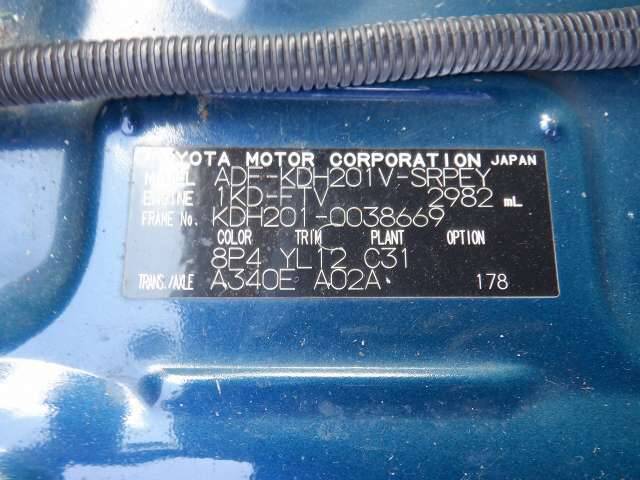 TOYOTA MOTOR CORPORATION JAPAN
MODEL ADF-KDH201V-SRPEY
ENGINE 1KD-FTV 2982 mL
FRAME No. KDH201-0038669
COLOR TRIM PLANT OPTION
8P4 YL12 C31
TRANS./AXLE A340E A02A 178